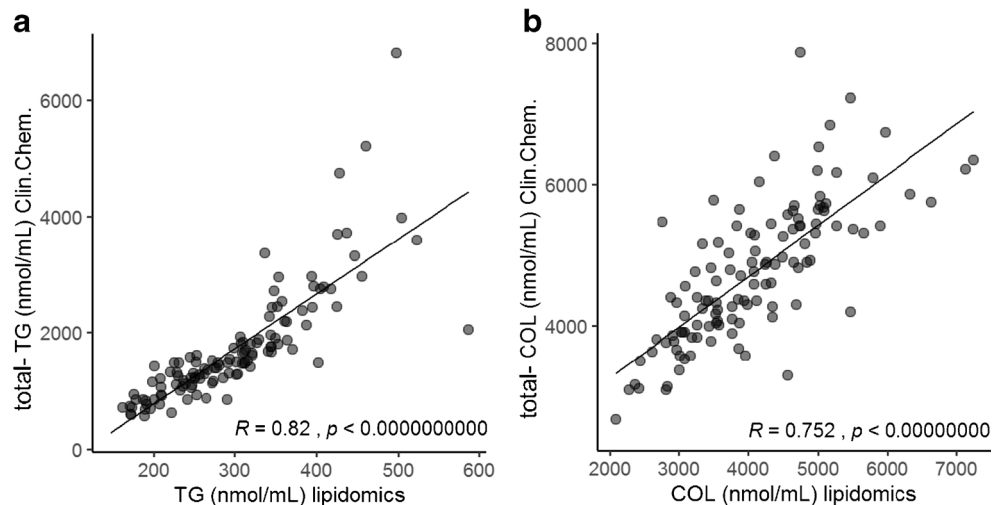 a
total- TG (nmol/mL) Clin.Chem.
6000
4000
2000
0
R = 0.82 , p < 0.0000000000
200 300 400 500 600
TG (nmol/mL) lipidomics
b
total- COL (nmol/mL) Clin.Chem.
8000
6000
4000
R = 0.752 , p < 0.00000000
2000 3000 4000 5000 6000 7000
COL (nmol/mL) lipidomics